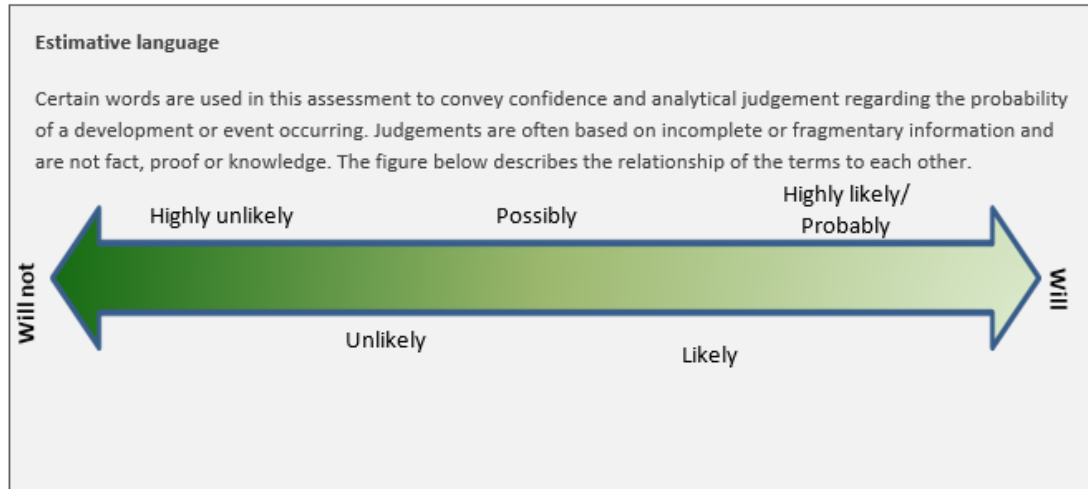 Estimative language
Certain words are used in this assessment to convey confidence and analytical judgement regarding the probability
of a development or event occurring. Judgements are often based on incomplete or fragmentary information and
are not fact, proof or knowledge. The figure below describes the relationship of the terms to each other.
Highly unlikely
Possibly
Highly likely/
Probably
Will not
Will
Unlikely
Likely